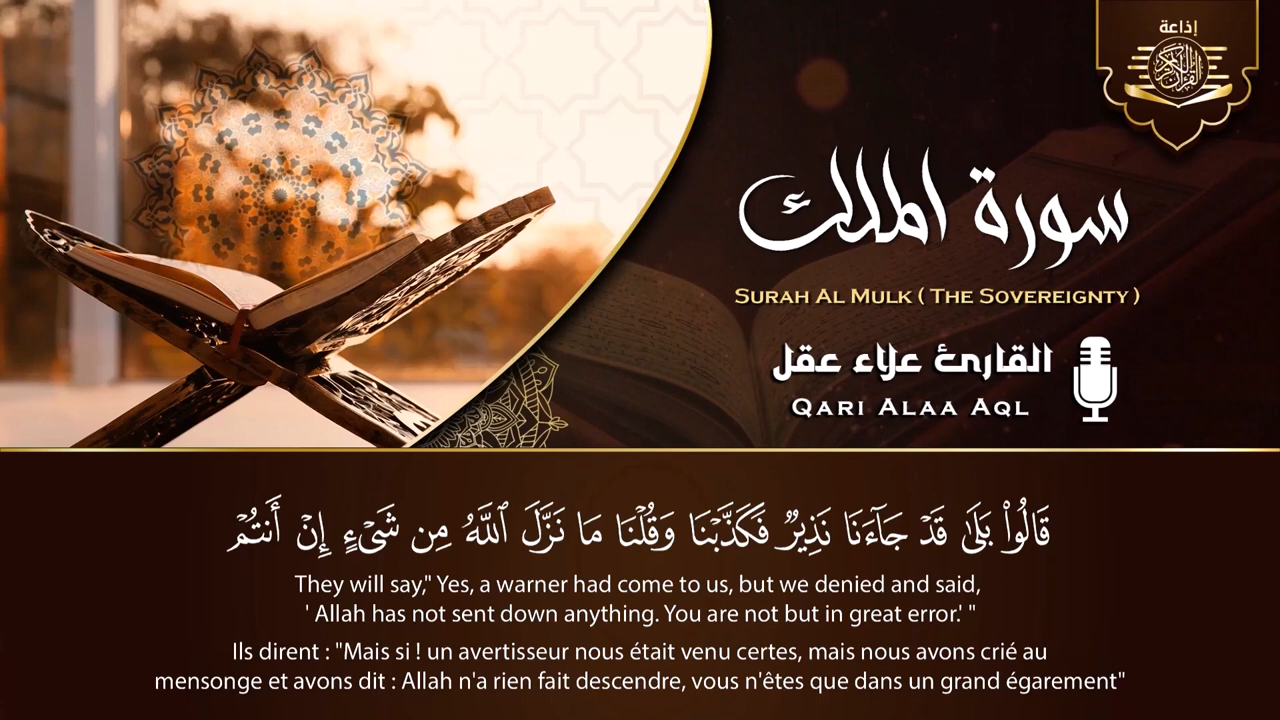 إذاعة
القرآن الكريم
سورة الملك
SURAH AL MULK ( THE SOVEREIGNTY )
القارئ علاء عقل
QARI ALAA AQL
قَالُوا۟ بَلَىٰ قَدْ جَآءَنَا نَذِيرٌ فَكَذَّبْنَا وَقُلْنَا مَا نَزَّلَ ٱللَّهُ مِن شَىْءٍ إِنْ أَنتُمْ
They will say," Yes, a warner had come to us, but we denied and said,
' Allah has not sent down anything. You are not but in great error.' "
Ils dirent : "Mais si ! un avertisseur nous était venu certes, mais nous avons crié au
mensonge et avons dit : Allah n'a rien fait descendre, vous n'êtes que dans un grand égarement"